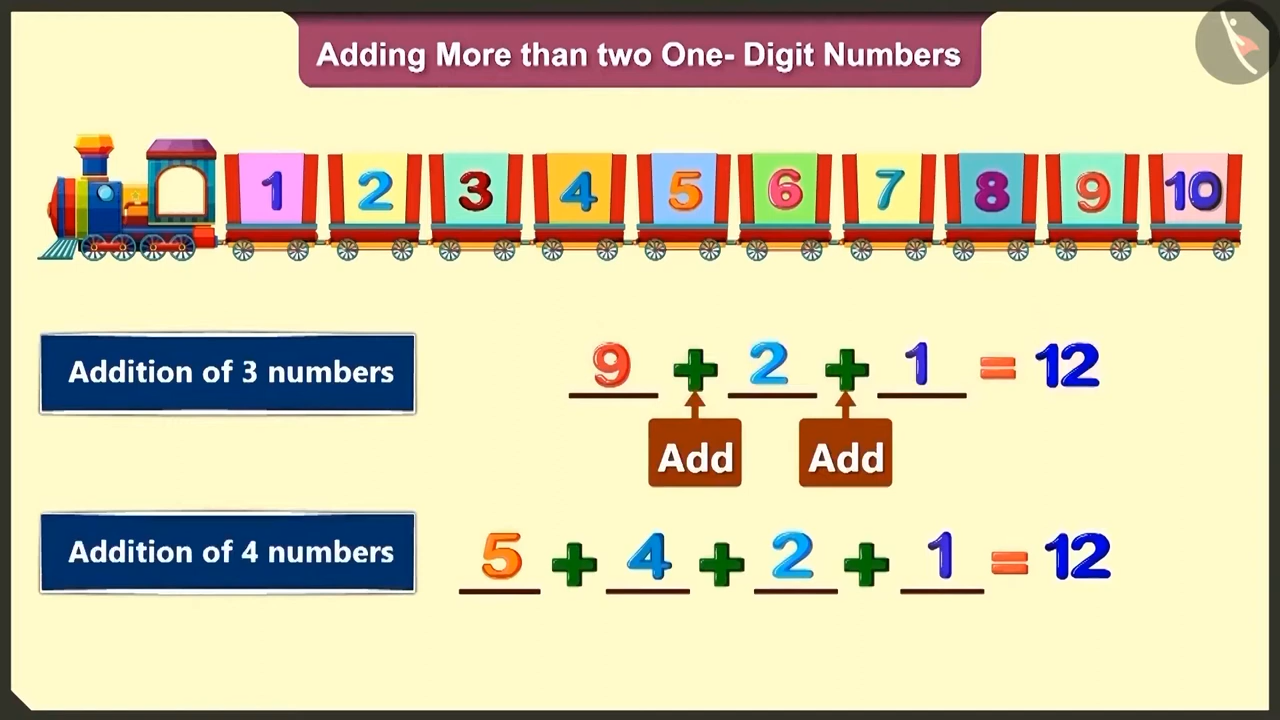 Adding More than two One- Digit Numbers
1 2 3 4 5 6 7 8 9 10
Addition of 3 numbers
9 + 2 + 1 = 12
Add Add
Addition of 4 numbers
5 + 4 + 2 + 1 = 12